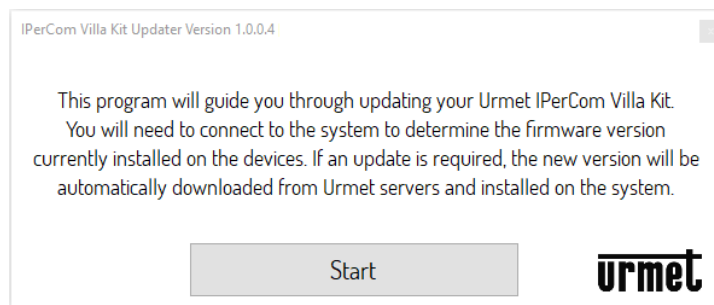 IPerCom Villa Kit Updater Version 1.0.0.4
This program will guide you through updating your Urmet IPerCom Villa Kit.
You will need to connect to the system to determine the firmware version
currently installed on the devices. If an update is required, the new version will be
automatically downloaded from Urmet servers and installed on the system.
Start
urmet